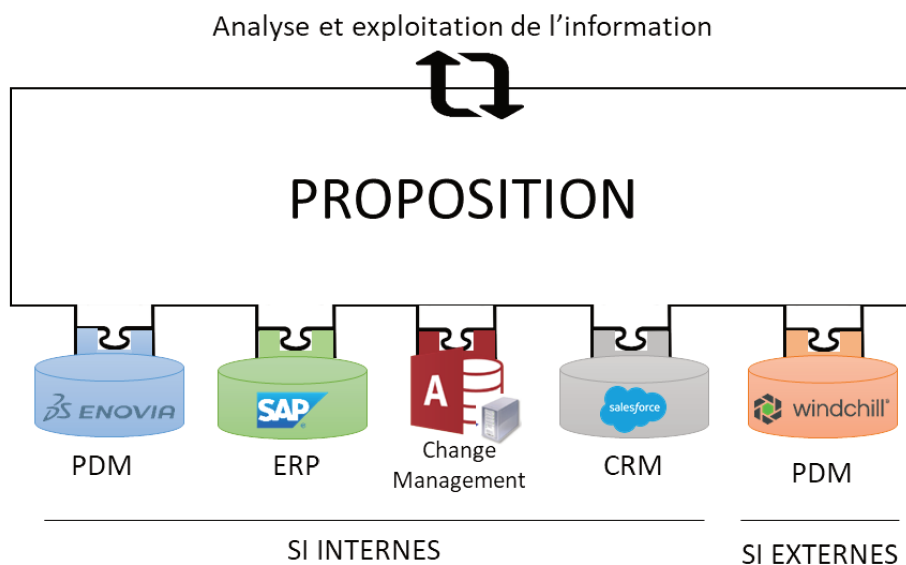 Analyse et exploitation de l’information
PROPOSITION
3S ENOVIA
SAP
A
salesforce
windchill®
PDM
ERP
Change
Management
CRM
PDM
SI INTERNES
SI EXTERNES